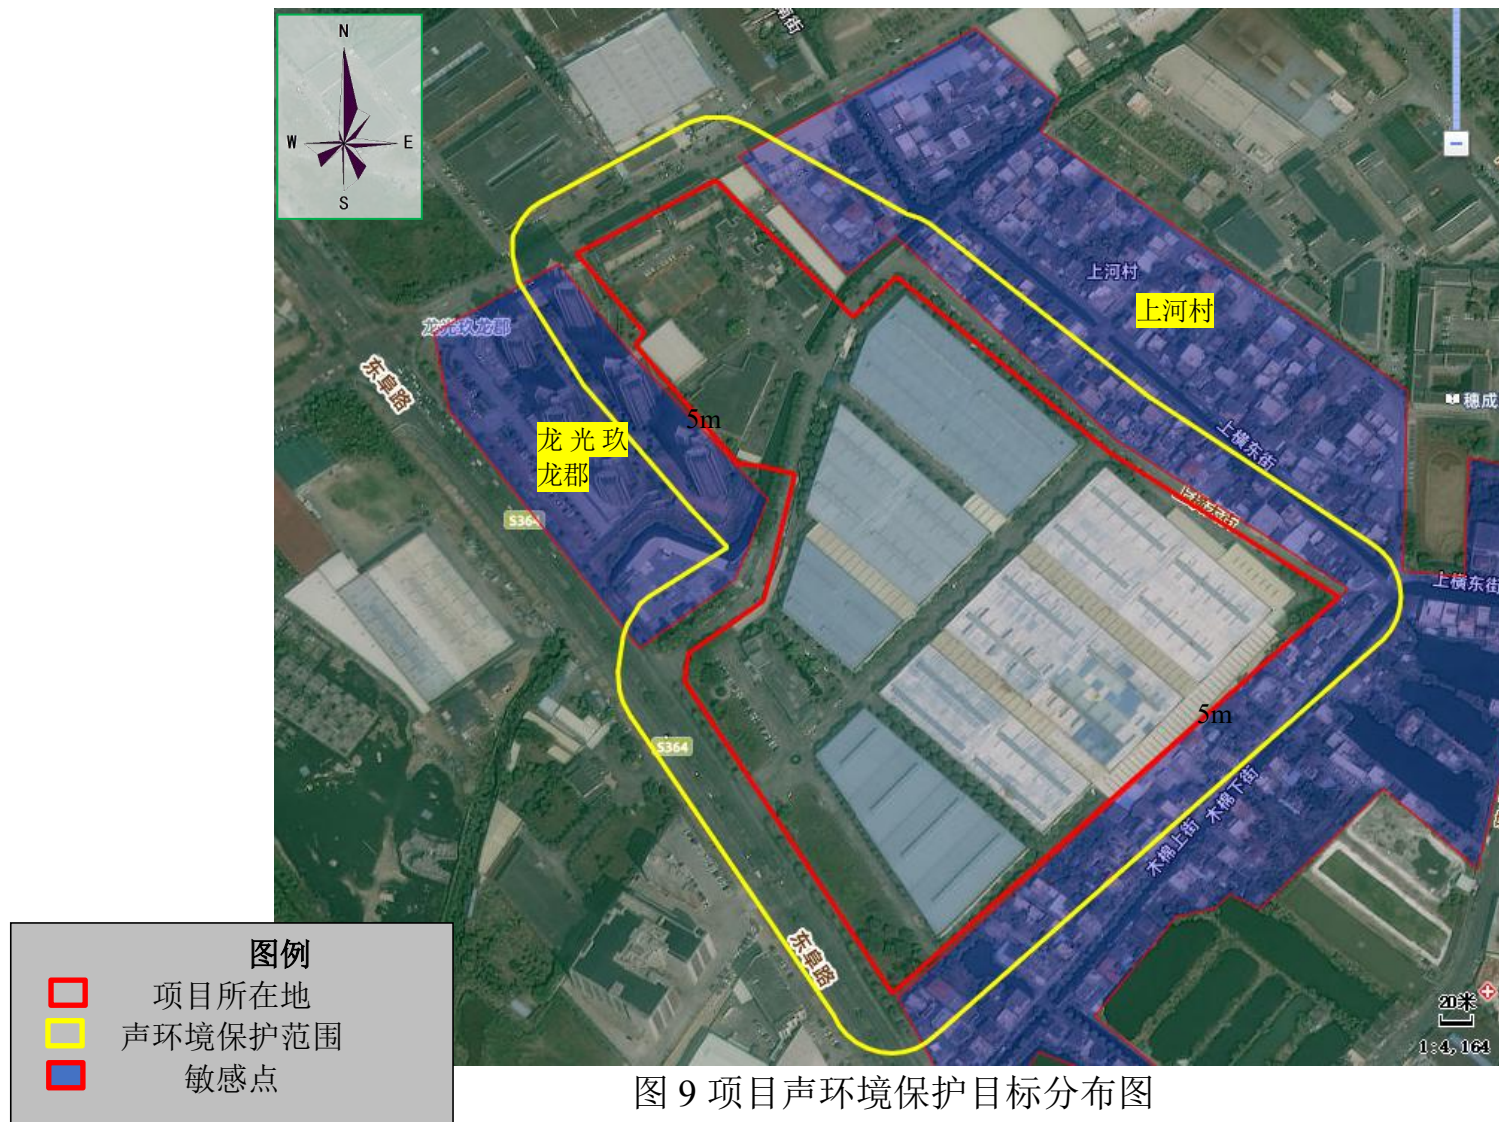 N
W
E
S
南街
上河村
上河村
龙光玖龙郡
东阜路
穗成
5m
龙光玖
龙郡
上横东街
S364
上横东街
5m
S364
木棉下街
木棉上街
东阜路
20米
1:4,164
图例
项目所在地
声环境保护范围
敏感点
图 9 项目声环境保护目标分布图